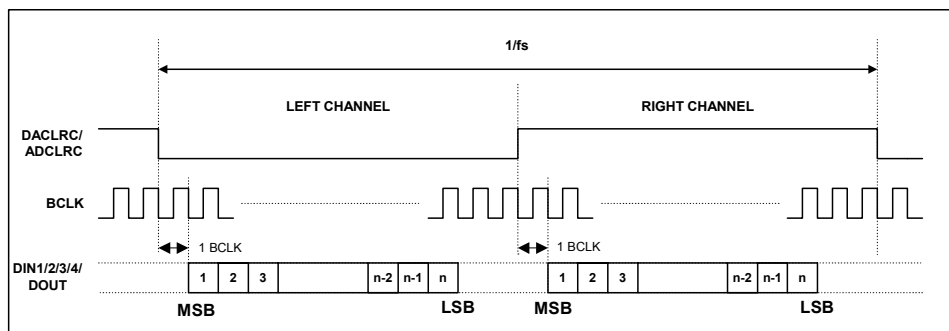 1/fs
LEFT CHANNEL
RIGHT CHANNEL
DACLRC/
ADCLRC
BCLK
1 BCLK
1 BCLK
DIN1/2/3/4/
DOUT
1 2 3 n-2 n-1 n 1 2 3 n-2 n-1 n
MSB LSB MSB LSB